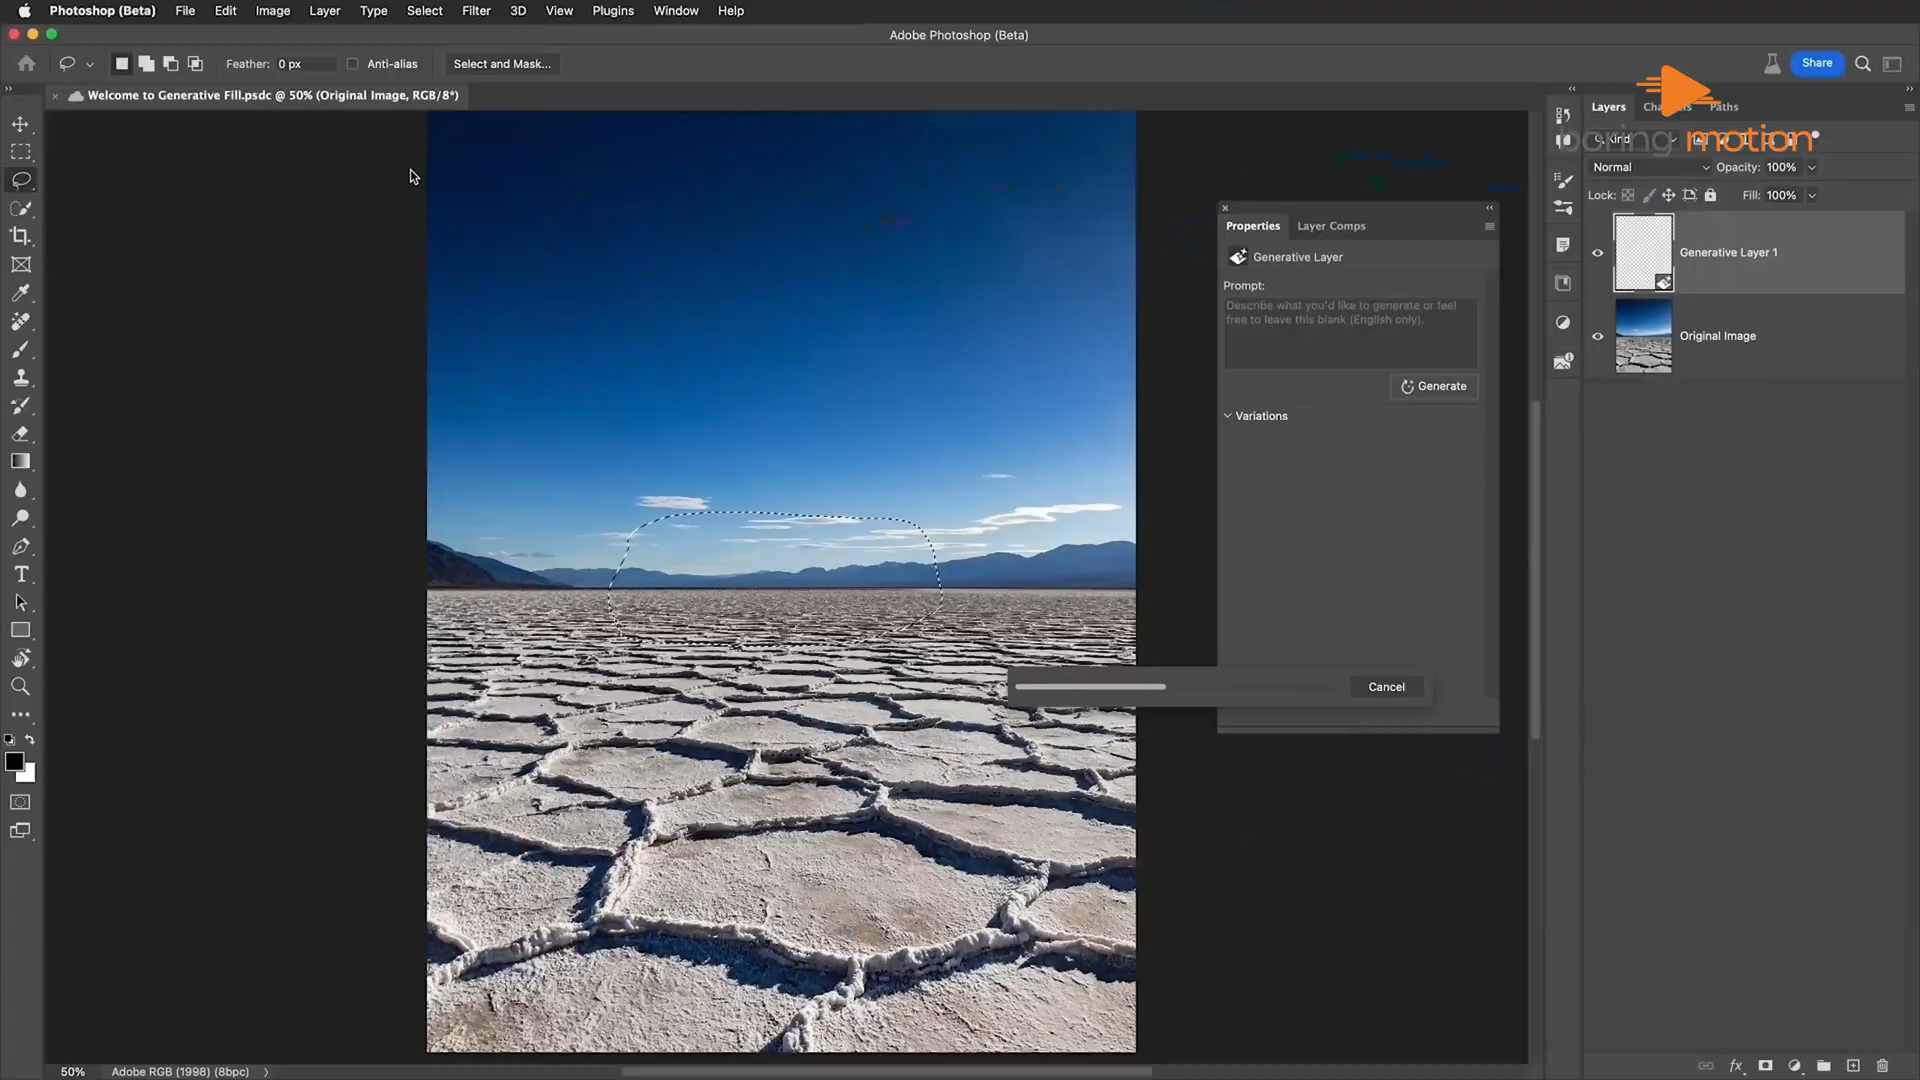 Photoshop (Beta) File Edit Image Layer Type Select Filter 3D View Plugins Window Help
Adobe Photoshop (Beta)
Feather: 0 px Anti-alias Select and Mask... Share
Welcome to Generative Fill.psdc @ 50% (Original Image, RGB/8*)
Layers Channels Paths
boring motion
Kind
Normal Opacity: 100%
Lock: Fill: 100%
Properties Layer Comps
Generative Layer
Prompt:
Describe what you'd like to generate or feel
free to leave this blank (English only).
Generate
Variations
Generative Layer 1
Original Image
Cancel
50% Adobe RGB (1998) (8bpc)